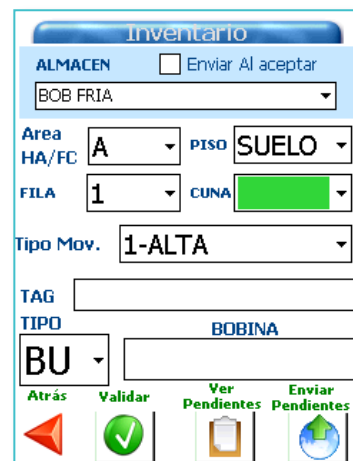 Inventario
ALMACEN Enviar Al aceptar
BOB FRIA
Area HA/FC A PISO SUELO
FILA 1 CUNA
Tipo Mov. 1-ALTA
TAG
TIPO BOBINA
BU
Atrás Validar Ver Pendientes Enviar Pendientes